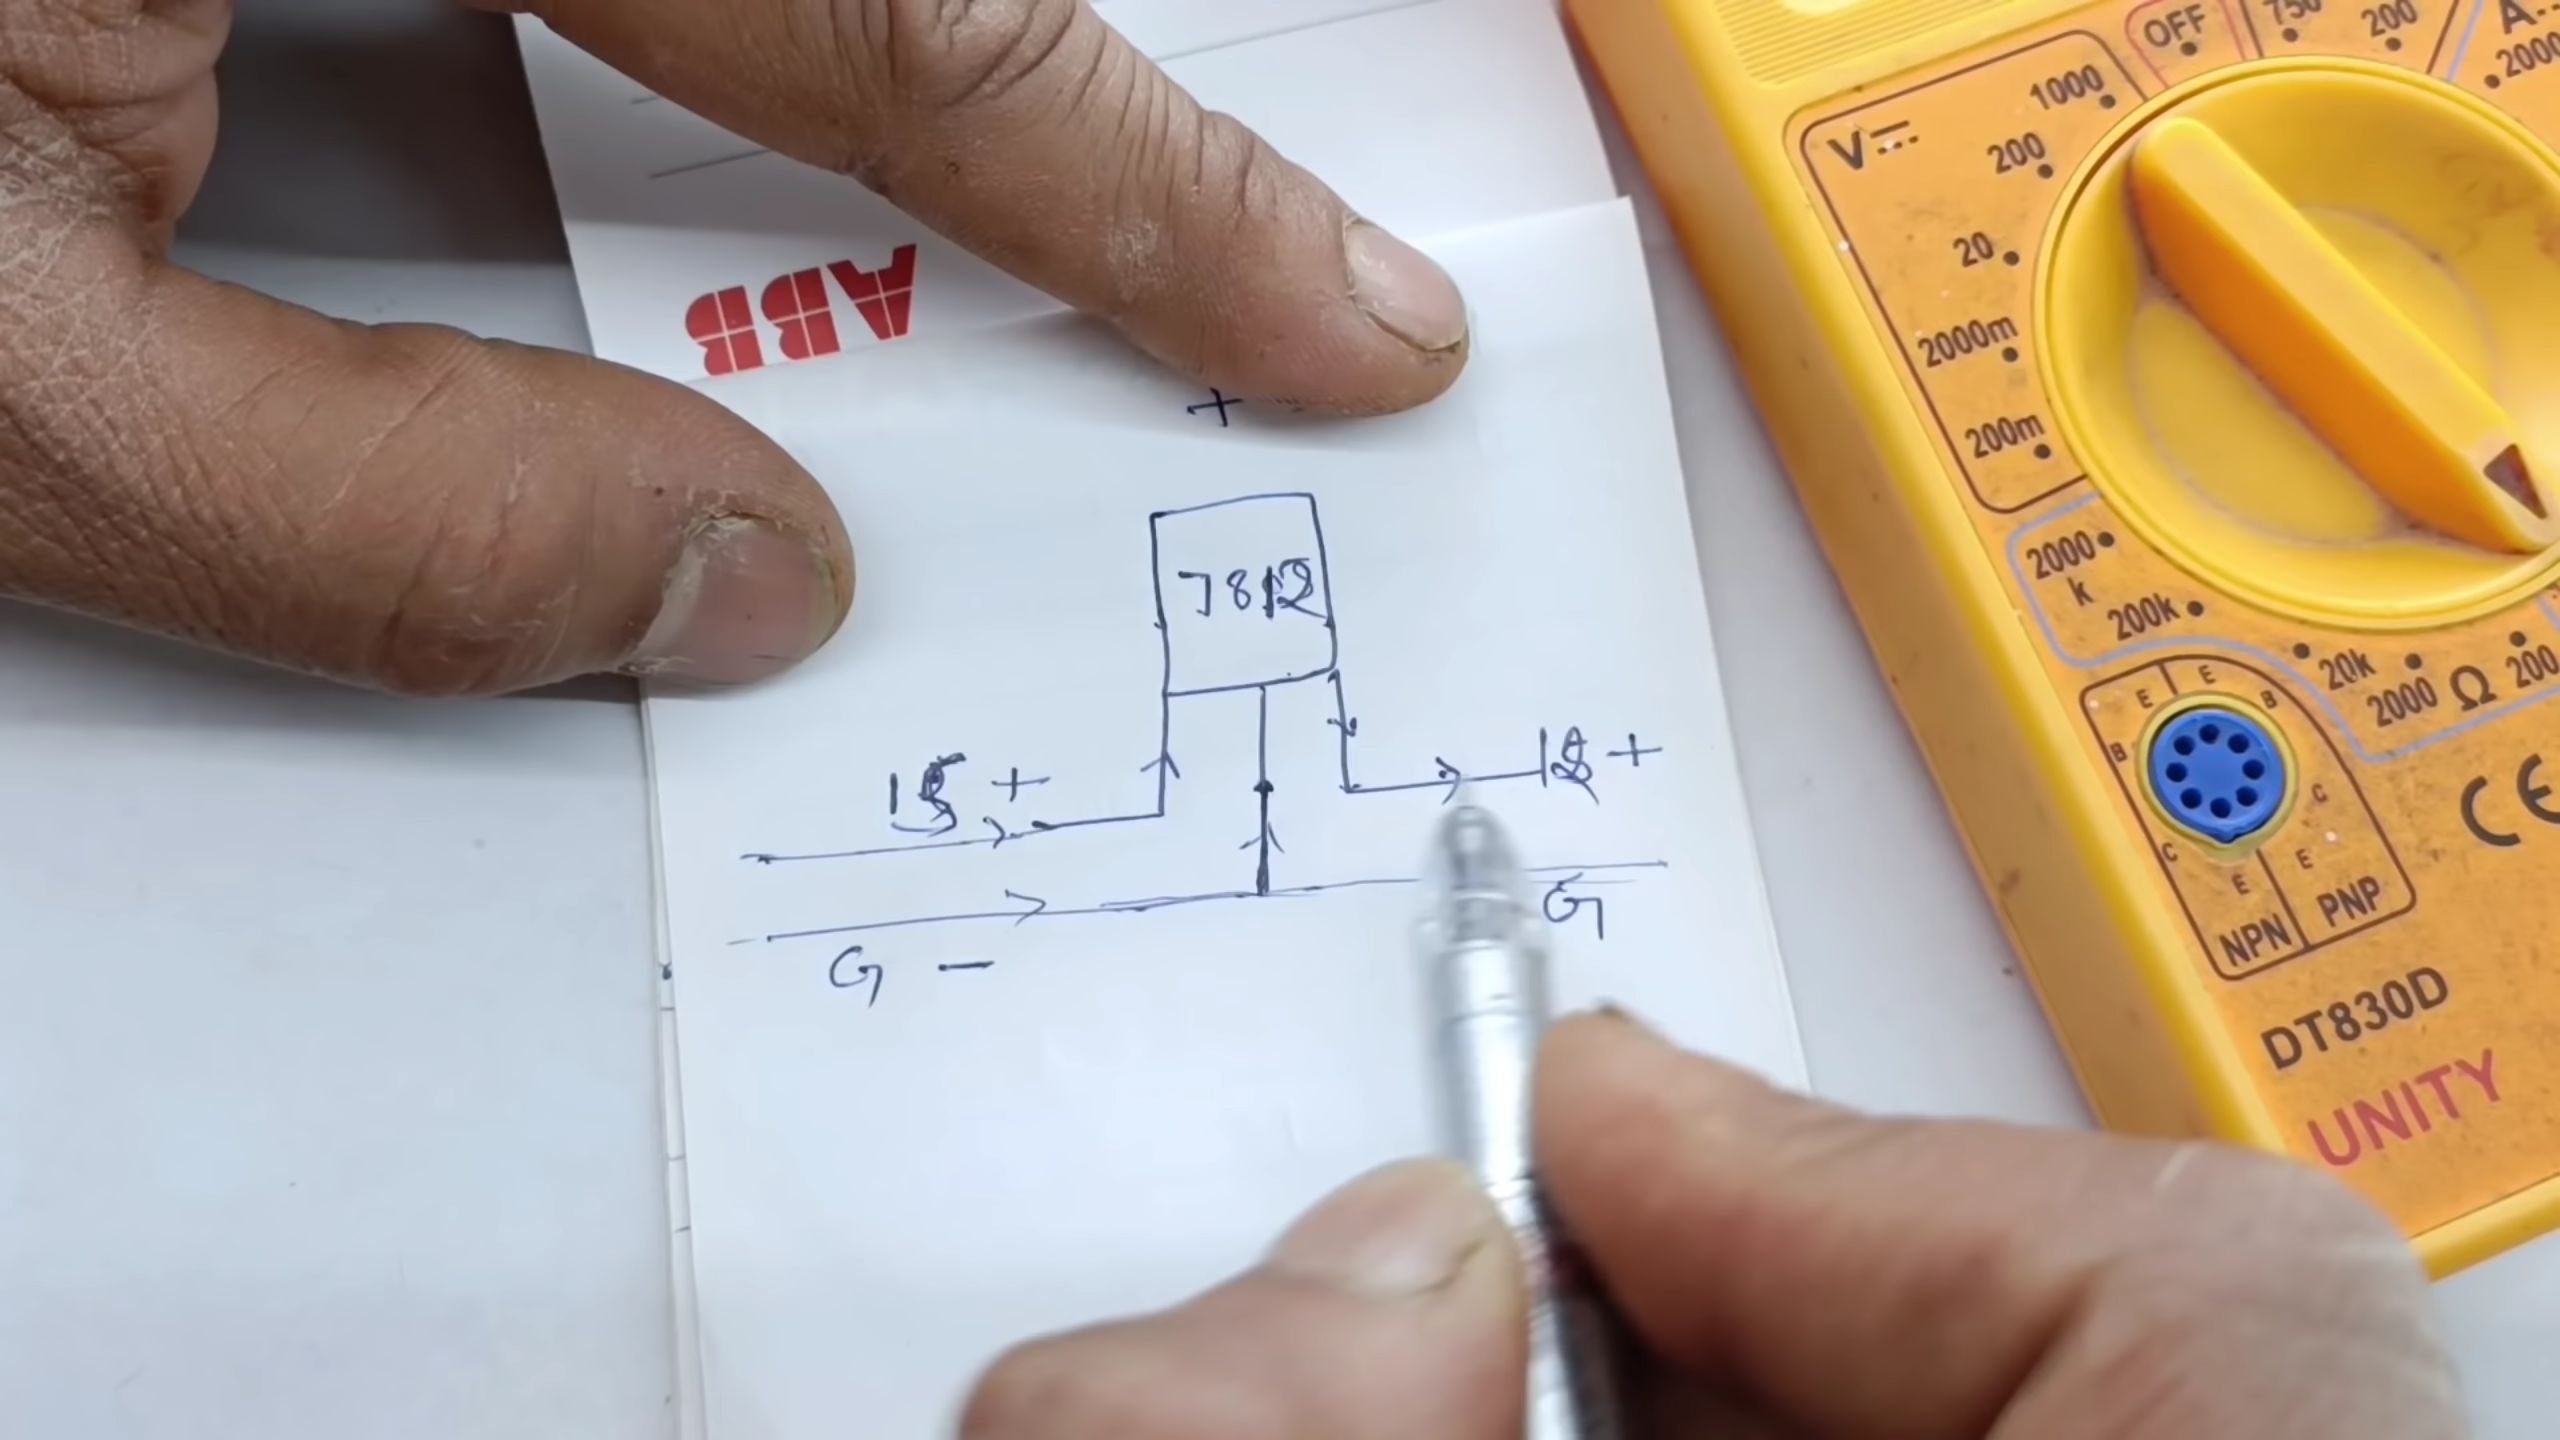 ABB
+
7812
15 +
12 +
G -
G
OFF
750
200
A
2000
V
1000
200
20
2000m
200m
2000
k
200k
20k
2000
Ω
200
E
E
B
B
C
C
E
E
NPN
PNP
CE
DT830D
UNITY